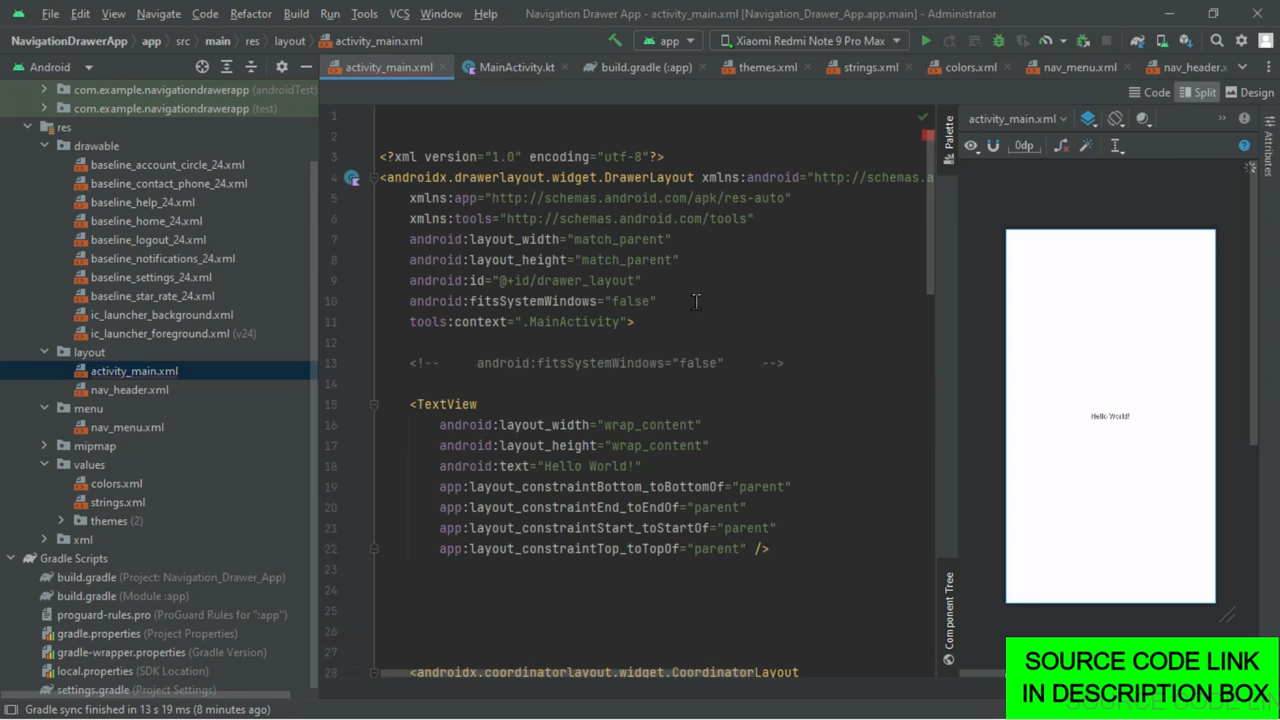 File Edit View Navigate Code Refactor Build Run Tools VCS Window Help Navigation Drawer App - activity_main.xml [Navigation_Drawer_App.app.main] - Administrator
NavigationDrawerApp app src main res layout activity_main.xml app Xiaomi Redmi Note 9 Pro Max
Android activity_main.xml MainActivity.kt build.gradle (:app) themes.xml strings.xml colors.xml nav_menu.xml nav_header.x
Code Split Design
com.example.navigationdrawerapp (androidTest)
com.example.navigationdrawerapp (test)
res
drawable
baseline_account_circle_24.xml
baseline_contact_phone_24.xml
baseline_help_24.xml
baseline_home_24.xml
baseline_logout_24.xml
baseline_notifications_24.xml
baseline_settings_24.xml
baseline_star_rate_24.xml
ic_launcher_background.xml
ic_launcher_foreground.xml (v24)
layout
activity_main.xml
nav_header.xml
menu
nav_menu.xml
mipmap
values
colors.xml
strings.xml
themes (2)
xml
Gradle Scripts
build.gradle (Project: Navigation_Drawer_App)
build.gradle (Module :app)
proguard-rules.pro (ProGuard Rules for ":app")
gradle.properties (Project Properties)
gradle-wrapper.properties (Gradle Version)
local.properties (SDK Location)
settings.gradle (Project Settings)
1
2
3 <?xml version="1.0" encoding="utf-8"?>
4 <androidx.drawerlayout.widget.DrawerLayout xmlns:android="http://schemas.a
5 xmlns:app="http://schemas.android.com/apk/res-auto"
6 xmlns:tools="http://schemas.android.com/tools"
7 android:layout_width="match_parent"
8 android:layout_height="match_parent"
9 android:id="@+id/drawer_layout"
10 android:fitsSystemWindows="false"
11 tools:context=".MainActivity">
12
13 <!-- android:fitsSystemWindows="false" -->
14
15 <TextView
16 android:layout_width="wrap_content"
17 android:layout_height="wrap_content"
18 android:text="Hello World!"
19 app:layout_constraintBottom_toBottomOf="parent"
20 app:layout_constraintEnd_toEndOf="parent"
21 app:layout_constraintStart_toStartOf="parent"
22 app:layout_constraintTop_toTopOf="parent" />
23
24
25
26
28 <androidx.coordinatorlayout.widget.CoordinatorLayout
Palette
Component Tree
activity_main.xml
0dp
Attributes
Hello World!
SOURCE CODE LINK
IN DESCRIPTION BOX
Gradle sync finished in 13 s 19 ms (8 minutes ago)